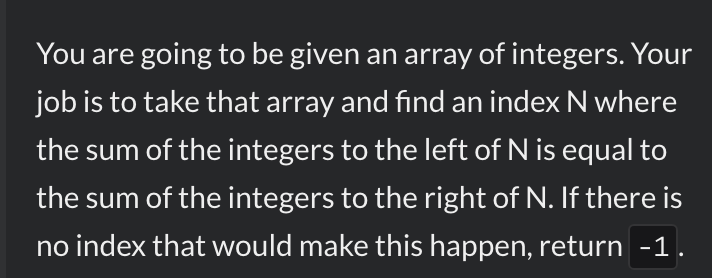 You are going to be given an array of integers. Your
job is to take that array and find an index N where
the sum of the integers to the left of N is equal to
the sum of the integers to the right of N. If there is
no index that would make this happen, return -1.